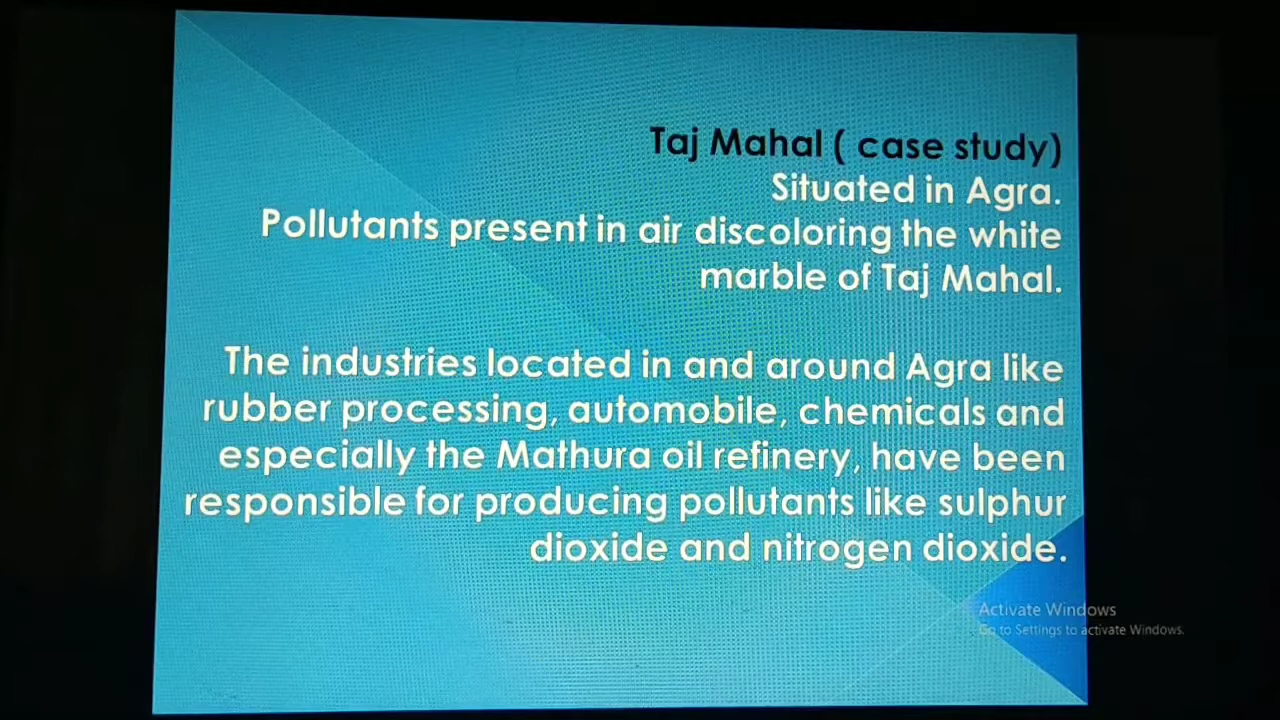 Taj Mahal ( case study)
Situated in Agra.
Pollutants present in air discoloring the white
marble of Taj Mahal.
The industries located in and around Agra like
rubber processing, automobile, chemicals and
especially the Mathura oil refinery, have been
responsible for producing pollutants like sulphur
dioxide and nitrogen dioxide.
Activate Windows
Go to Settings to activate Windows.